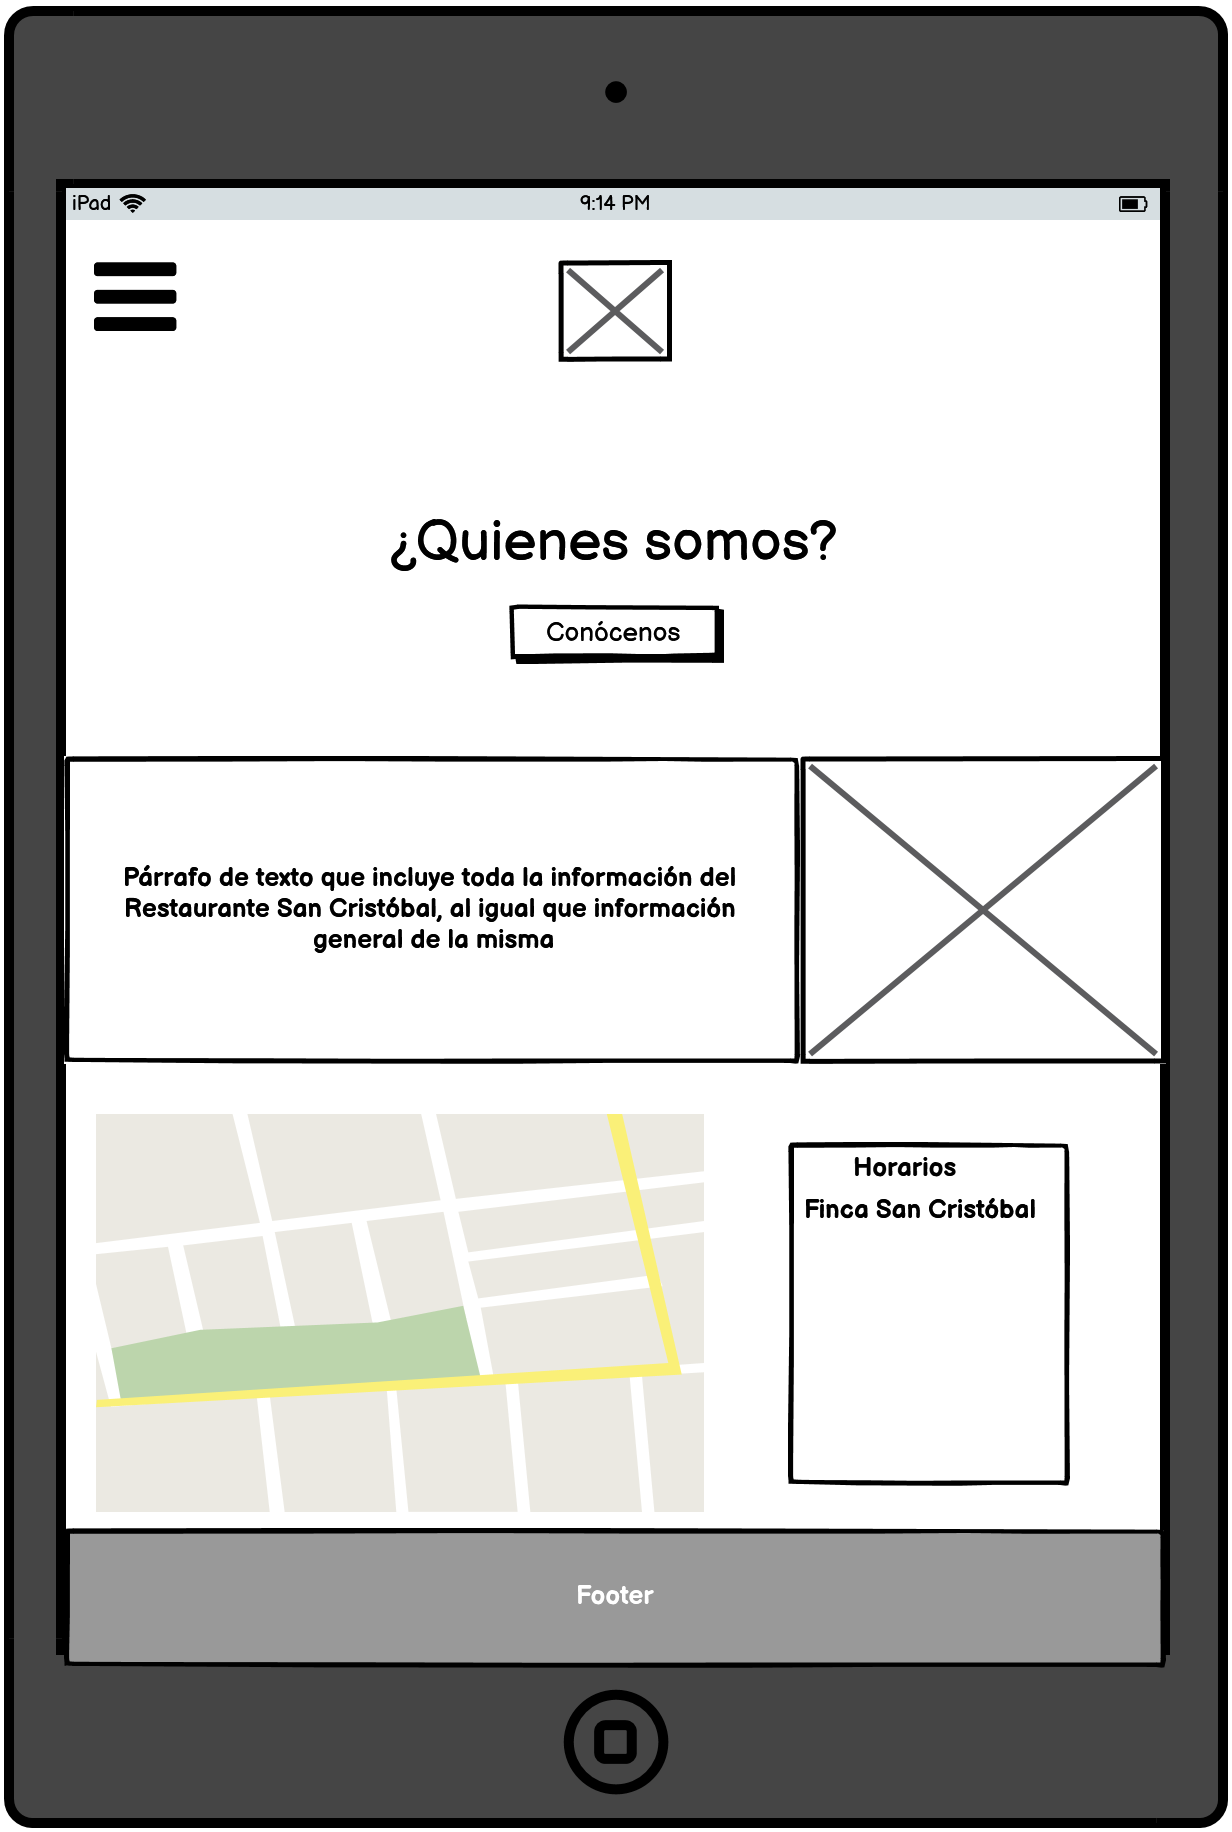 iPad
9:14 PM
¿Quienes somos?
Conócenos
Párrafo de texto que incluye toda la información del
Restaurante San Cristóbal, al igual que información
general de la misma
Horarios
Finca San Cristóbal
Footer